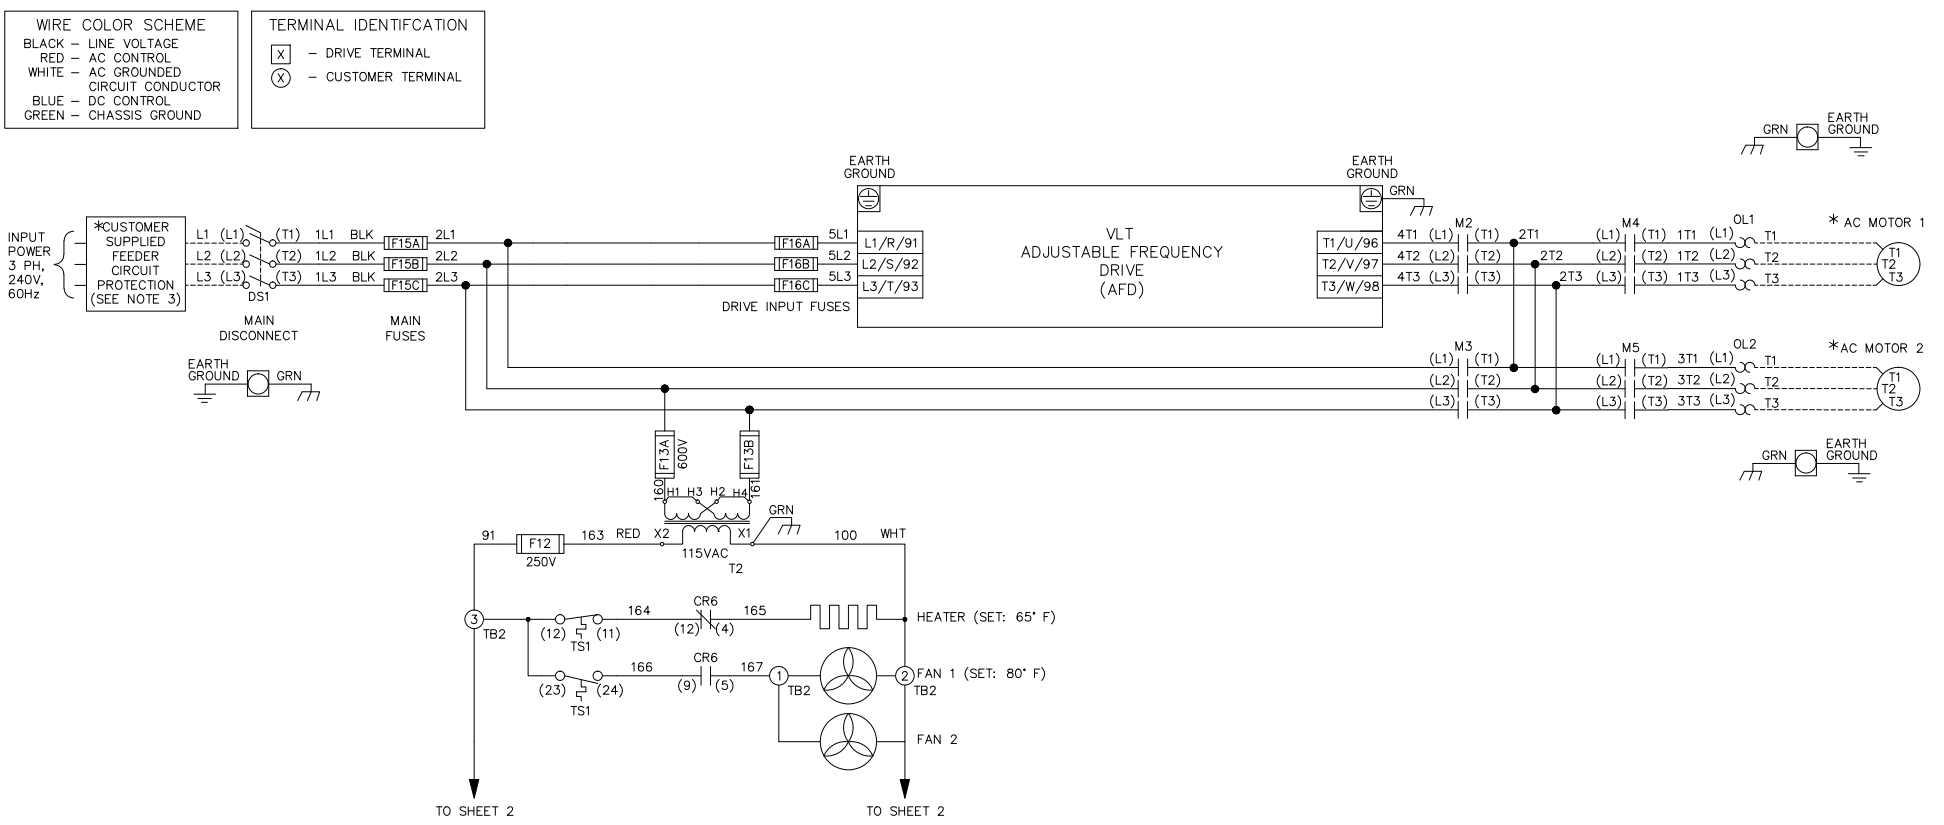 WIRE COLOR SCHEME
BLACK – LINE VOLTAGE
RED – AC CONTROL
WHITE – AC GROUNDED
CIRCUIT CONDUCTOR
BLUE – DC CONTROL
GREEN – CHASSIS GROUND
TERMINAL IDENTIFCATION
X – DRIVE TERMINAL
X – CUSTOMER TERMINAL
GRN
EARTH
GROUND
INPUT
POWER
3 PH,
240V,
60Hz
*CUSTOMER
SUPPLIED
FEEDER
CIRCUIT
PROTECTION
(SEE NOTE 3)
L1 (L1) (T1) 1L1 BLK F15A 2L1
L2 (L2) (T2) 1L2 BLK F15B 2L2
L3 (L3) (T3) 1L3 BLK F15C 2L3
DS1
MAIN
DISCONNECT
MAIN
FUSES
EARTH
GROUND
GRN
F16A 5L1
F16B 5L2
F16C 5L3
DRIVE INPUT FUSES
EARTH
GROUND
L1/R/91
L2/S/92
L3/T/93
VLT
ADJUSTABLE FREQUENCY
DRIVE
(AFD)
EARTH
GROUND
GRN
T1/U/96
T2/V/97
T3/W/98
M2
4T1 (L1) (T1) 2T1
4T2 (L2) (T2) 2T2
4T3 (L3) (T3) 2T3
M4
(L1) (T1) 1T1 (L1) T1
(L2) (T2) 1T2 (L2) T2
(L3) (T3) 1T3 (L3) T3
OL1
* AC MOTOR 1
T1
T2
T3
M3
(L1) (T1)
(L2) (T2)
(L3) (T3)
M5
(L1) (T1) 3T1 (L1) T1
(L2) (T2) 3T2 (L2) T2
(L3) (T3) 3T3 (L3) T3
OL2
*AC MOTOR 2
T1
T2
T3
GRN
EARTH
GROUND
F13A
600V
F13B
160
H1 H3 H2 H4
161
GRN
91 F12 163 RED X2 X1 100 WHT
250V
115VAC
T2
3
TB2
(12) (11)
TS1
164
CR6
(12) (4)
165
HEATER (SET: 65° F)
(23) (24)
TS1
166
CR6
(9) (5)
167
1
TB2
2
TB2
FAN 1 (SET: 80° F)
FAN 2
TO SHEET 2
TO SHEET 2